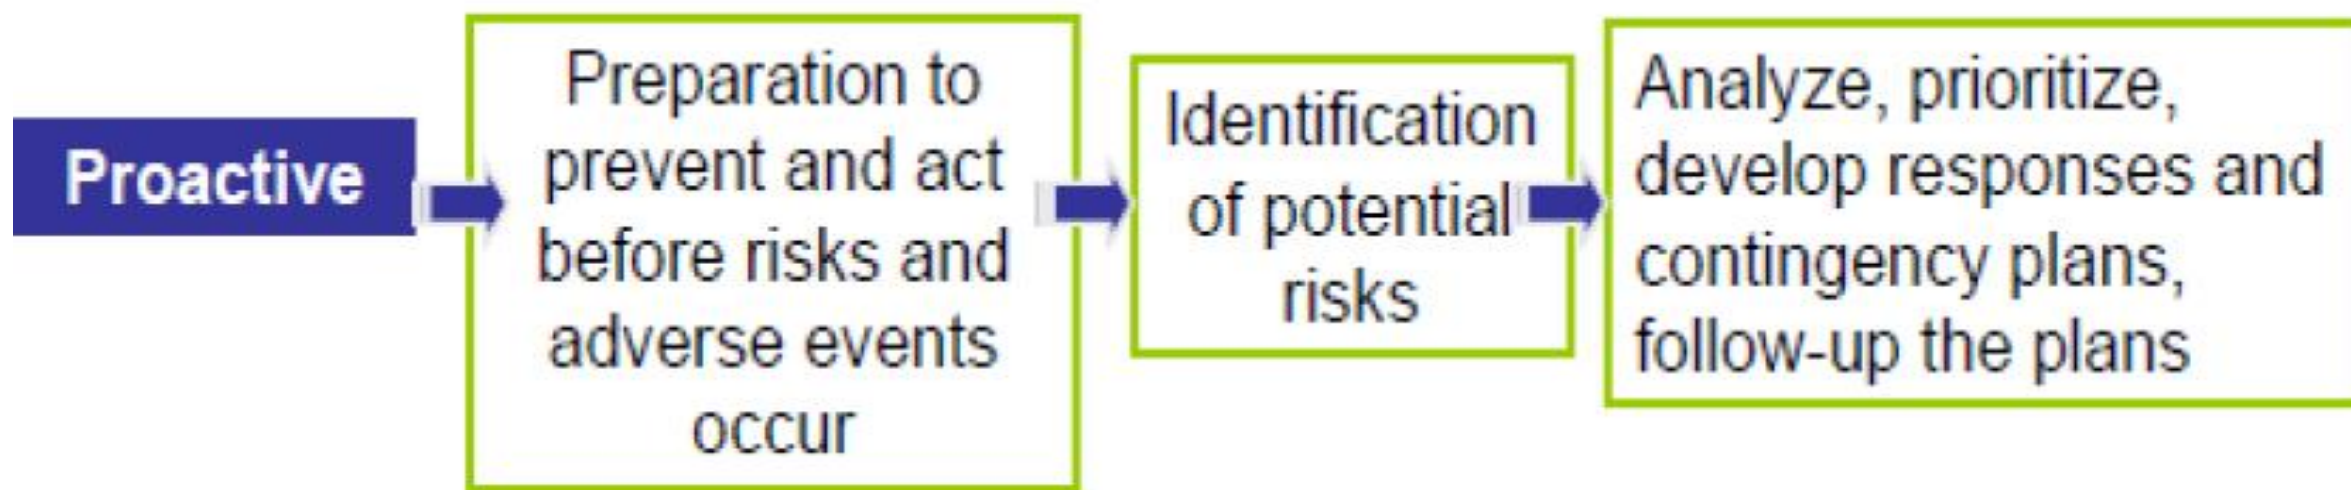 Proactive
Preparation to
prevent and act
before risks and
adverse events
occur
Identification
of potential
risks
Analyze, prioritize,
develop responses and
contingency plans,
follow-up the plans